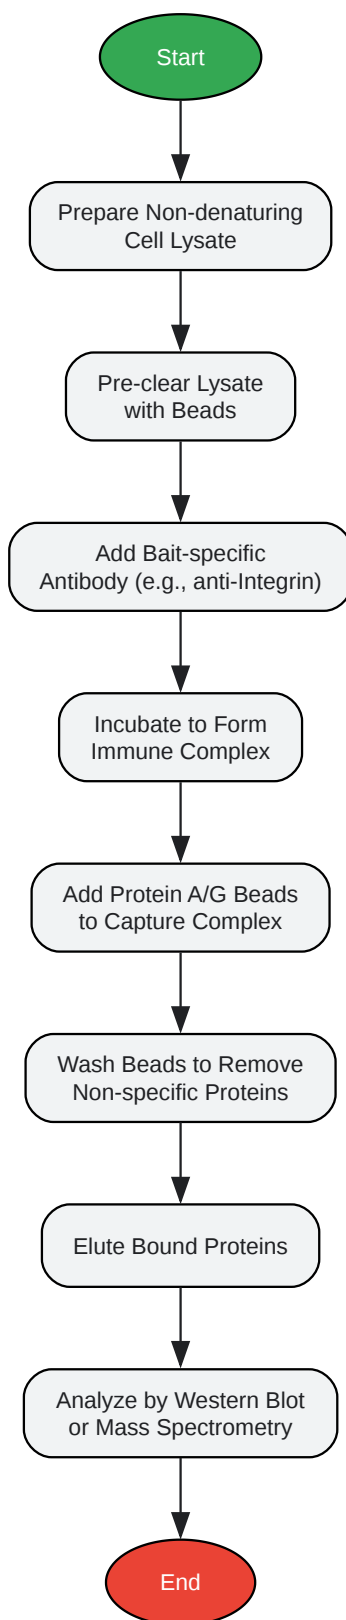 Start
Prepare Non-denaturing
Cell Lysate
Pre-clear Lysate
with Beads
Add Bait-specific
Antibody (e.g., anti-Integrin)
Incubate to Form
Immune Complex
Add Protein A/G Beads
to Capture Complex
Wash Beads to Remove
Non-specific Proteins
Elute Bound Proteins
Analyze by Western Blot
or Mass Spectrometry
End